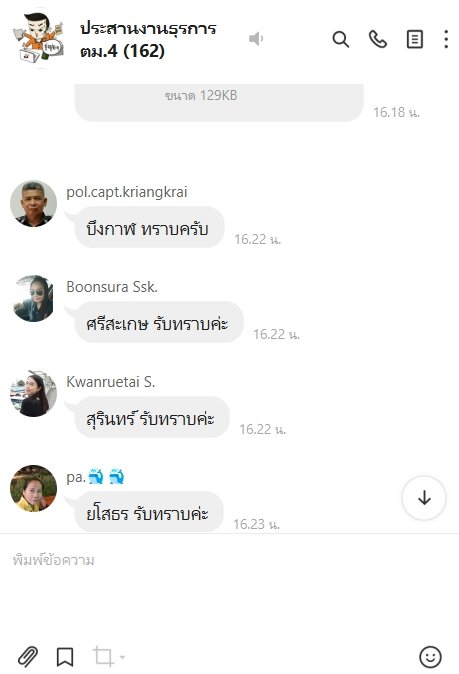 ประสานงานธุรการ
ตม.4 (162)
ขนาด 129KB
16.18 น.
pol.capt.kriangkrai
บึงกาฬ ทราบครับ
16.22 น.
Boonsura Ssk.
ศรีสะเกษ รับทราบค่ะ
16.22 น.
Kwanruetai S.
สุรินทร์ รับทราบค่ะ
16.22 น.
pa.
ยโสธร รับทราบค่ะ
16.23 น.
พิมพ์ข้อความ